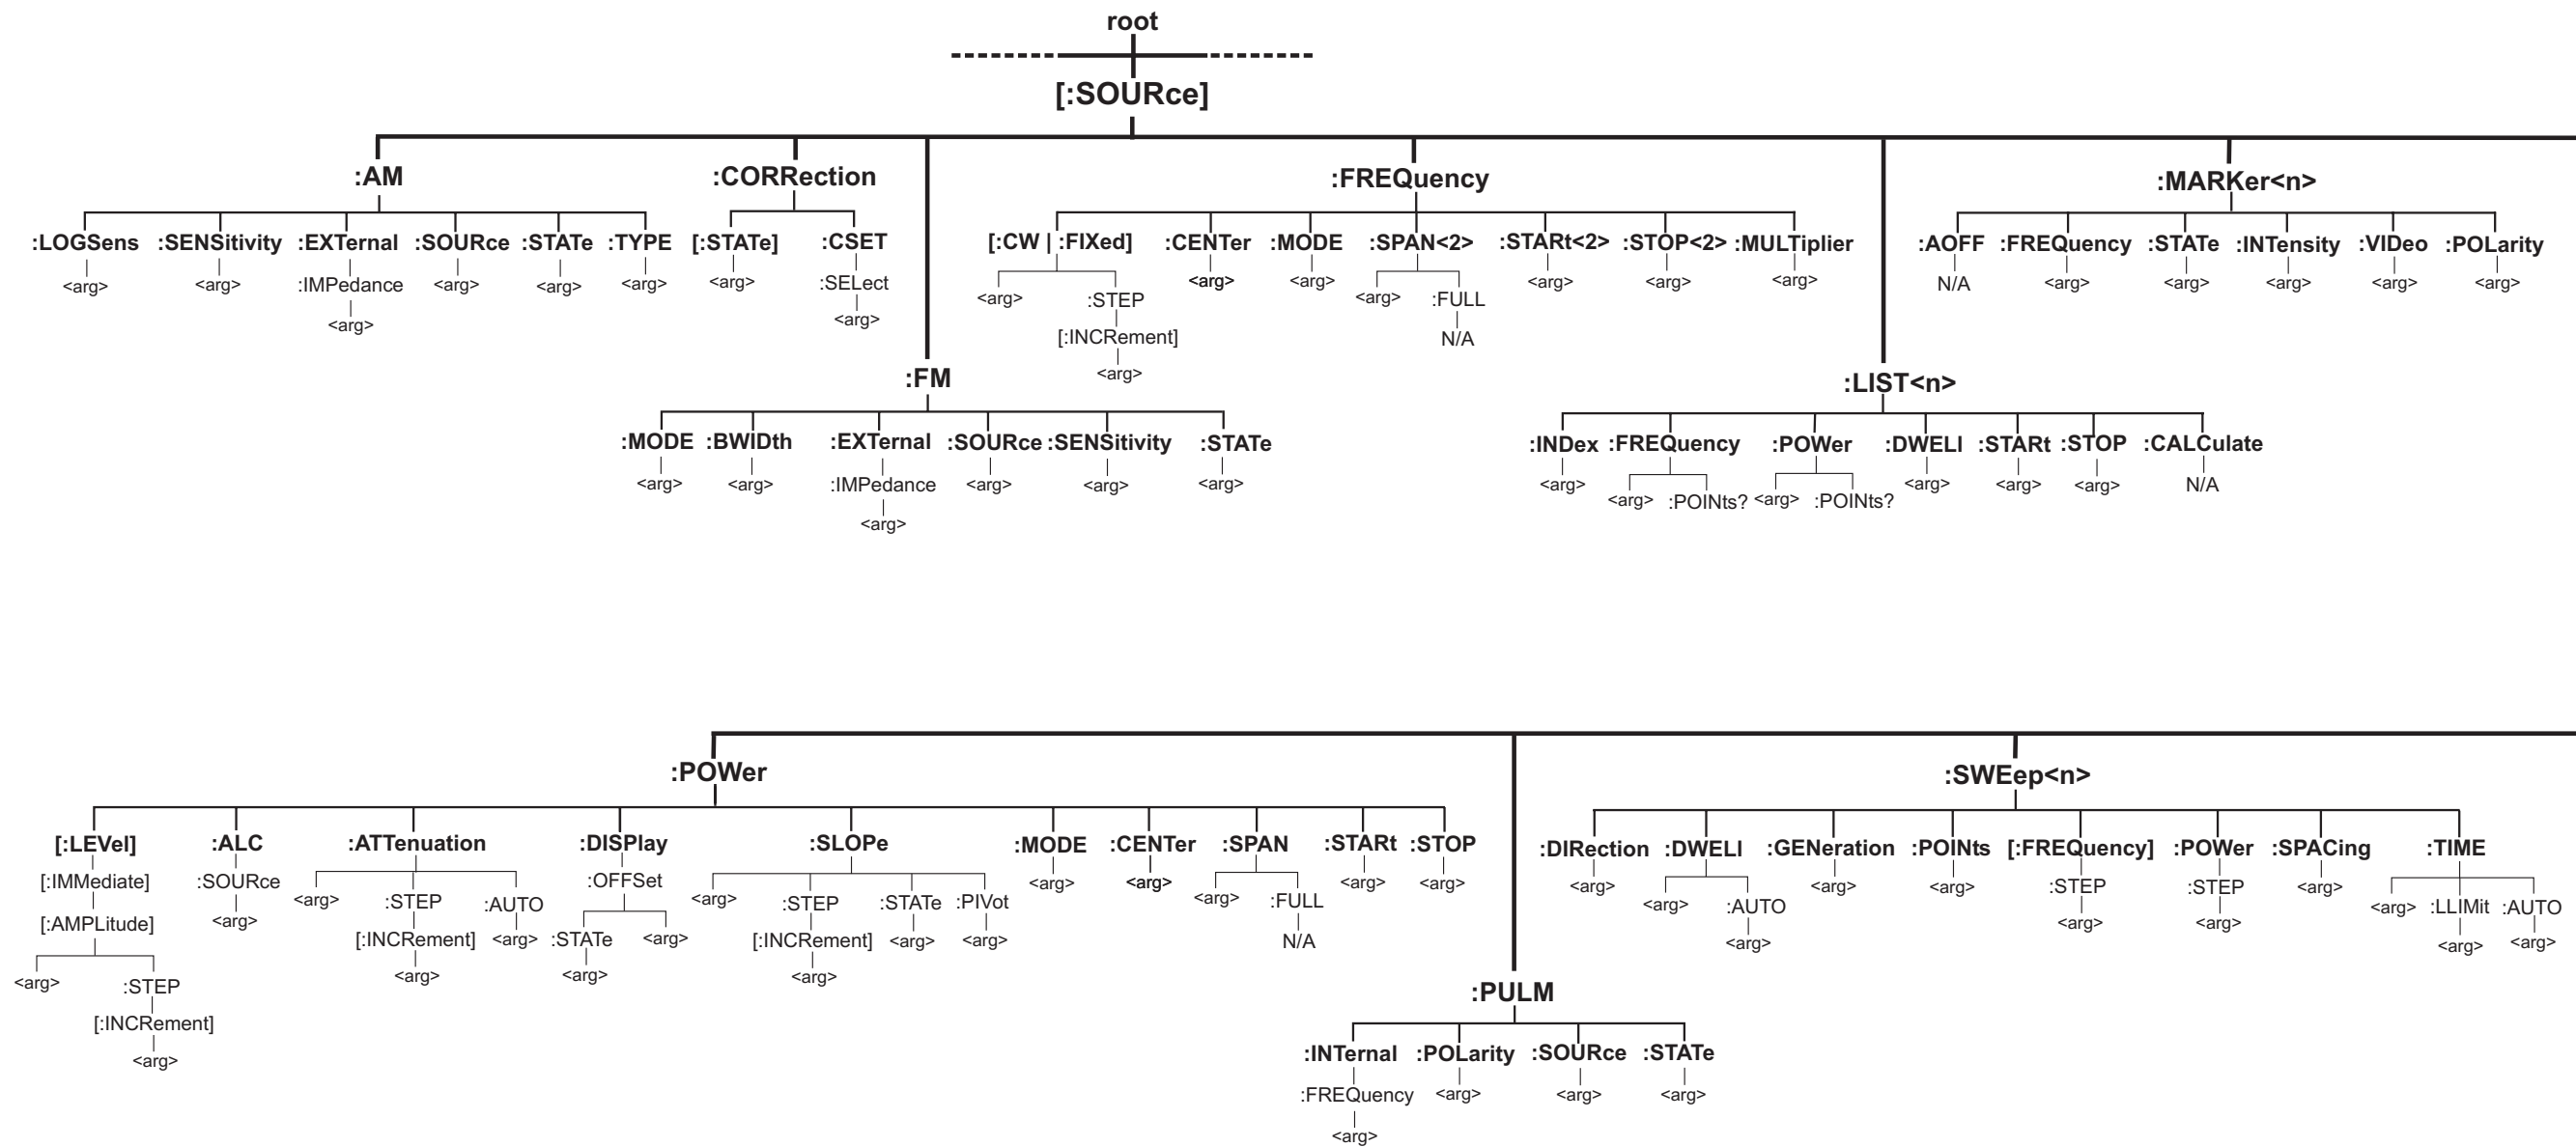 root
[:SOURce]
:AM
:CORRection
:FREQuency
:MARKer<n>
:LOGSens :SENSitivity :EXTernal :SOURce :STATe :TYPE
<arg> <arg> :IMPedance <arg> <arg> <arg>
<arg>
[:STATe] :CSET
<arg> :SELect
<arg>
[:CW | :FIXed] :CENTer :MODE :SPAN<2> :STARt<2> :STOP<2> :MULTiplier
<arg> :STEP <arg> <arg> <arg> :FULL <arg> <arg> <arg>
[:INCRement] N/A
<arg>
:AOFF :FREQuency :STATe :INTensity :VIDeo :POLarity
N/A <arg> <arg> <arg> <arg> <arg>
:FM
:MODE :BWIDth :EXTernal :SOURce :SENSitivity :STATe
<arg> <arg> :IMPedance <arg> <arg> <arg>
<arg>
:LIST<n>
:INDex :FREQuency :POWer :DWELl :STARt :STOP :CALCulate
<arg> <arg> :POINts? <arg> :POINts? <arg> <arg> <arg> N/A
:POWer
:SWEep<n>
[:LEVel] :ALC :ATTenuation :DISPlay :SLOPe :MODE :CENTer :SPAN :STARt :STOP
[:IMMediate] :SOURce <arg> :STEP :AUTO :OFFSet <arg> :STEP :STATe :PIVot <arg> <arg> <arg> :FULL <arg> <arg>
[:AMPLitude] <arg> [:INCRement] <arg> :STATe <arg> [:INCRement] <arg> <arg> N/A
<arg> :STEP <arg> <arg> <arg>
[:INCRement]
<arg>
:DIRection :DWELl :GENeration :POINts [:FREQuency] :POWer :SPACing :TIME
<arg> <arg> :AUTO <arg> <arg> :STEP :STEP <arg> <arg> :LLIMit :AUTO
<arg> <arg> <arg> <arg> <arg>
:PULM
:INTernal :POLarity :SOURce :STATe
:FREQuency <arg> <arg> <arg>
<arg>